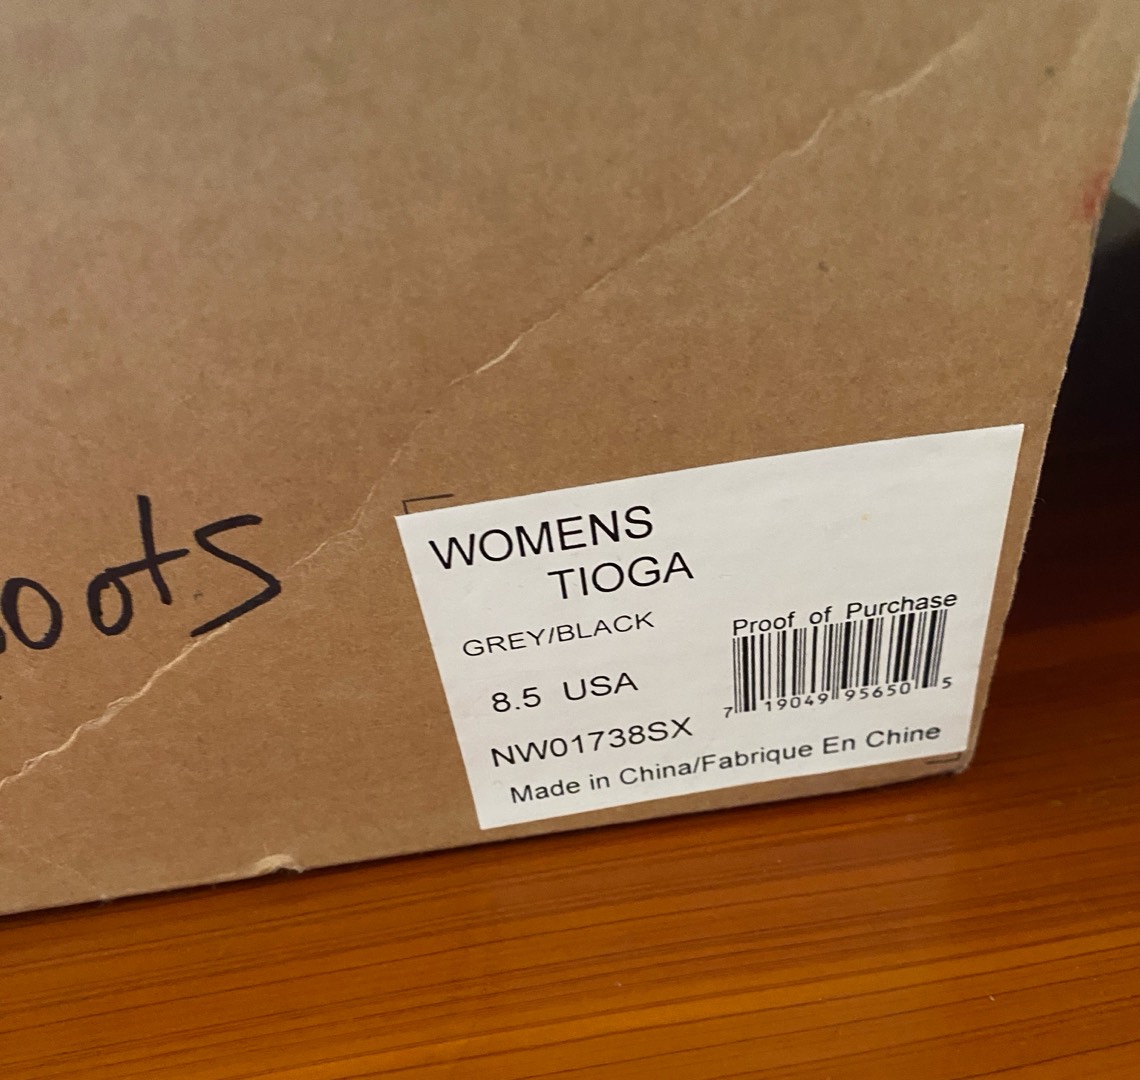 oots
WOMENS
TIOGA
GREY/BLACK
8.5 USA
NW01738SX
Proof of Purchase
7 19049 95650 5
Made in China/Fabrique En Chine